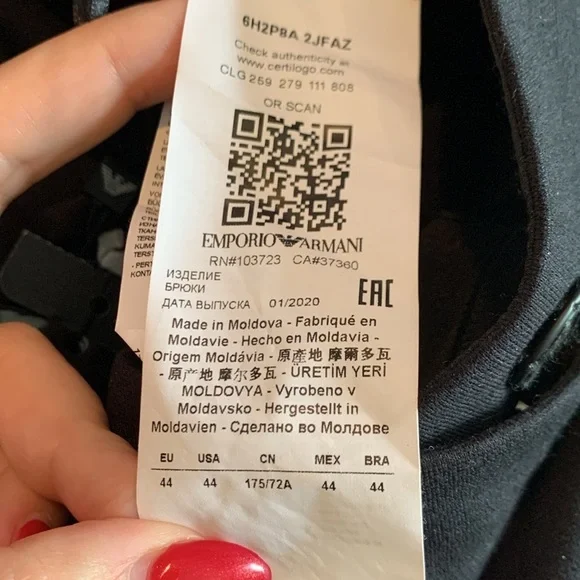 6H2P8A 2JFAZ
Check authenticity at
www.certilogo.com
CLG 259 279 111 808
OR SCAN
EMPORIO ARMANI
RN#103723 CA#37360
ИЗДЕЛИЕ
БРЮКИ
ДАТА ВЫПУСКА 01/2020
EAC
Made in Moldova - Fabriqué en
Moldavie - Hecho en Moldavia -
Origem Moldávia - 原產地 摩爾多瓦
- 原产地 摩尔多瓦 - ÜRETİM YERİ
MOLDOVYA - Vyrobeno v
Moldavsko - Hergestellt in
Moldavien - Сделано во Молдове
EU USA CN MEX BRA
44 44 175/72A 44 44